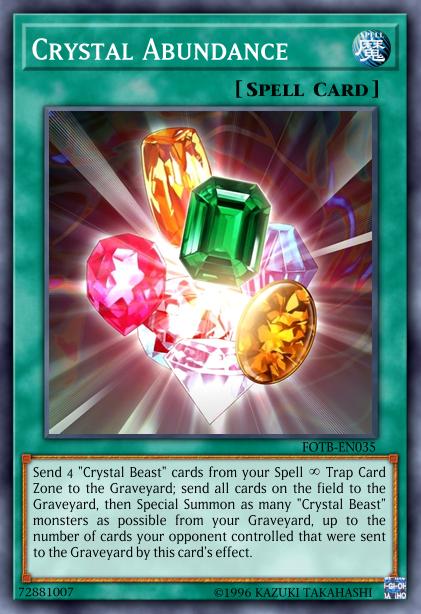 CRYSTAL ABUNDANCE
SPELL
魔
[ SPELL CARD ]
FOTB-EN035
Send 4 "Crystal Beast" cards from your Spell ∞ Trap Card
Zone to the Graveyard; send all cards on the field to the
Graveyard, then Special Summon as many "Crystal Beast"
monsters as possible from your Graveyard, up to the
number of cards your opponent controlled that were sent
to the Graveyard by this card's effect.
72881007
©1996 KAZUKI TAKAHASHI